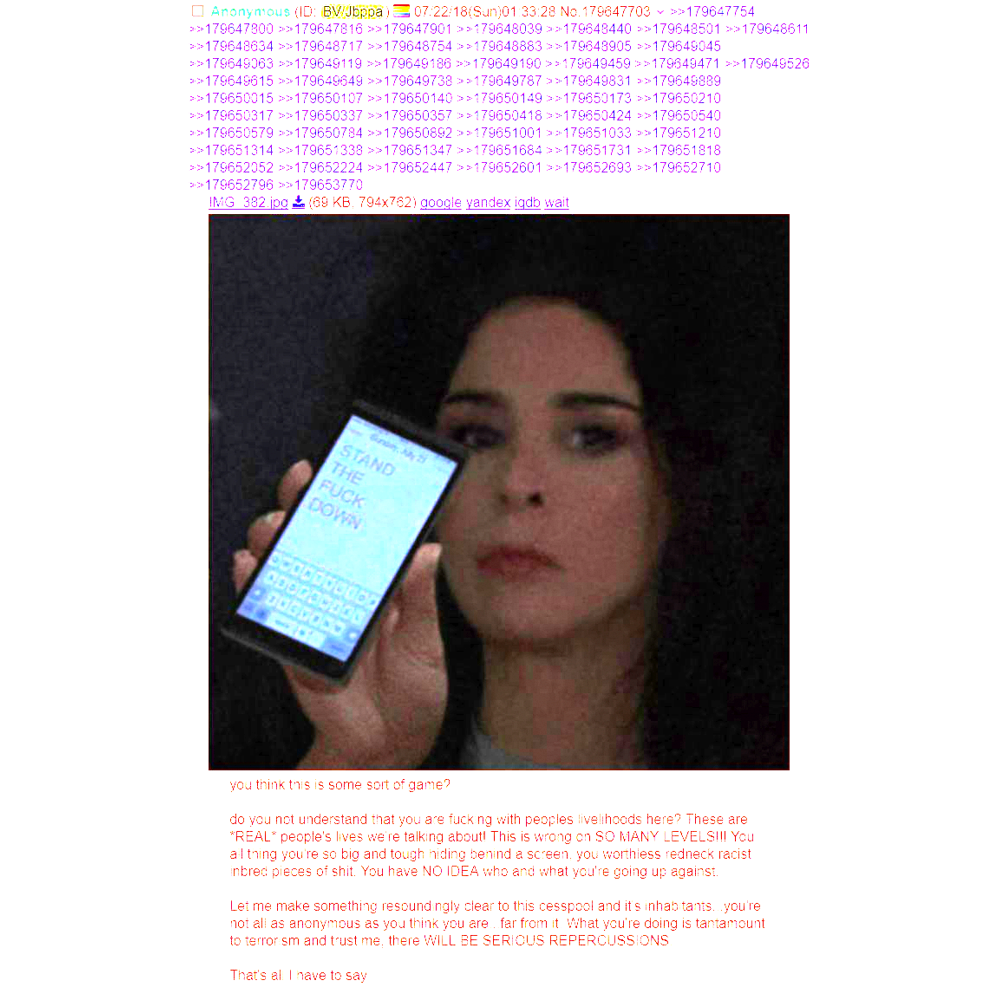 Anonymous (ID: BV/Jbppa) 07/22/18(Sun)01:33:28 No.179647703 >>179647754
>>179647800 >>179647816 >>179647901 >>179648039 >>179648440 >>179648501 >>179648611
>>179648634 >>179648717 >>179648754 >>179648883 >>179648905 >>179649045
>>179649063 >>179649119 >>179649186 >>179649190 >>179649459 >>179649471 >>179649526
>>179649615 >>179649649 >>179649738 >>179649787 >>179649831 >>179649889
>>179650015 >>179650107 >>179650140 >>179650149 >>179650173 >>179650210
>>179650317 >>179650337 >>179650357 >>179650418 >>179650424 >>179650540
>>179650579 >>179650784 >>179650892 >>179651001 >>179651033 >>179651210
>>179651314 >>179651338 >>179651347 >>179651684 >>179651731 >>179651818
>>179652052 >>179652224 >>179652447 >>179652601 >>179652693 >>179652710
>>179652796 >>179653770
IMG_382.jpg (69 KB, 794x762) google yandex iqdb wait
Sunday, July 22
STAND
THE
FUCK
DOWN
you think this is some sort of game?
do you not understand that you are fucking with peoples livelihoods here? These are
*REAL* people's lives we're talking about! This is wrong on SO MANY LEVELS!!! You
all thing you're so big and tough hiding behind a screen, you worthless redneck racist
inbred pieces of shit. You have NO IDEA who and what you're going up against.
Let me make something resoundingly clear to this cesspool and it's inhabitants...you're
not all as anonymous as you think you are.. far from it. What you're doing is tantamount
to terrorism and trust me, there WILL BE SERIOUS REPERCUSSIONS
That's all I have to say